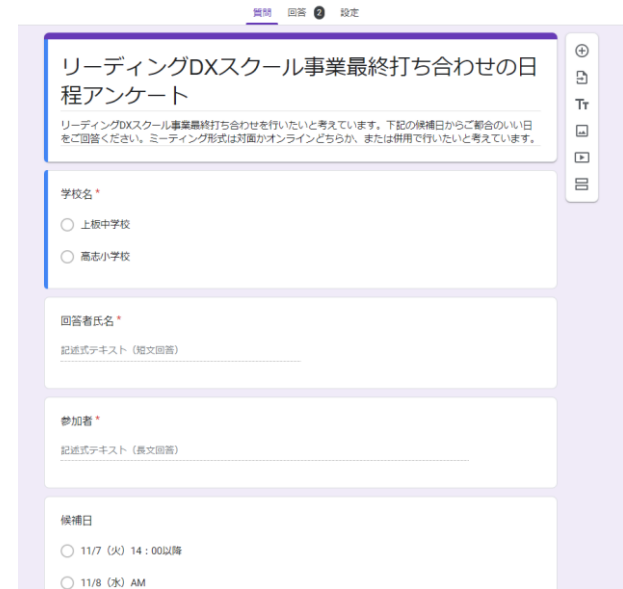 質問 回答 2 設定
リーディングDXスクール事業最終打ち合わせの日
程アンケート
リーディングDXスクール事業最終打ち合わせを行いたいと考えています。下記の候補日からご都合のいい日
をご回答ください。ミーティング形式は対面かオンラインどちらか、または併用で行いたいと考えています。
Tт
学校名 *
上板中学校
高志小学校
回答者氏名 *
記述式テキスト（短文回答）
参加者 *
記述式テキスト（長文回答）
候補日
11/7（火）14：00以降
11/8（水）AM